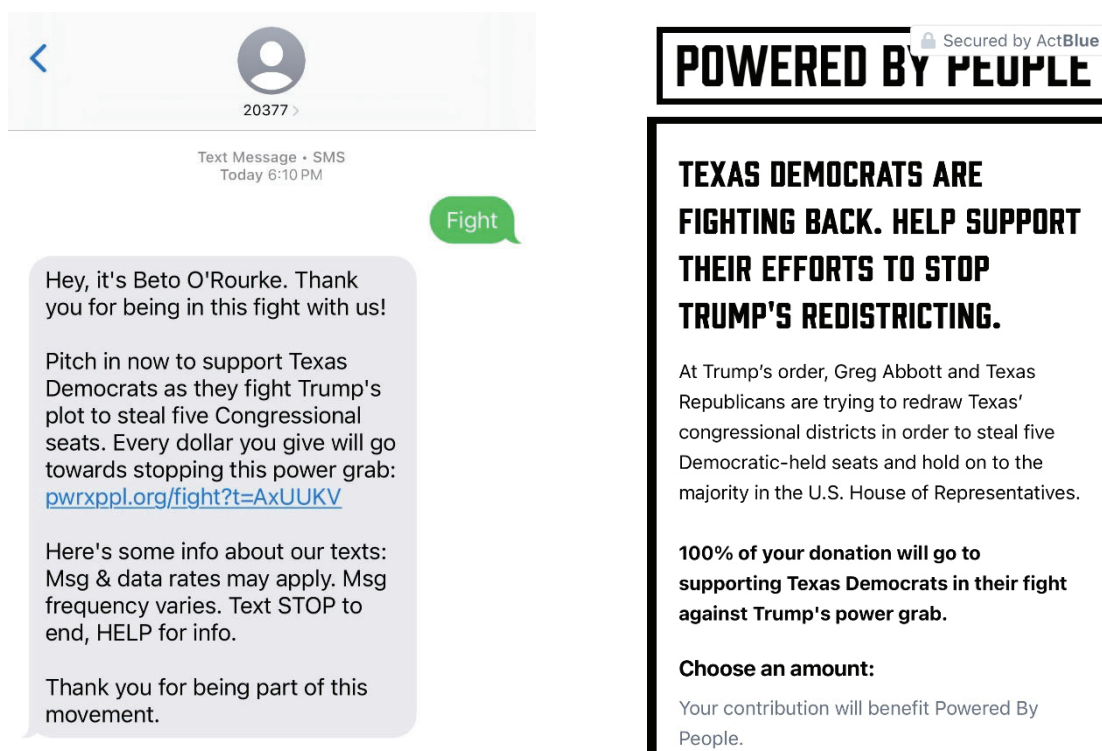 20377
Text Message • SMS
Today 6:10 PM
Fight
Hey, it's Beto O'Rourke. Thank
you for being in this fight with us!
Pitch in now to support Texas
Democrats as they fight Trump's
plot to steal five Congressional
seats. Every dollar you give will go
towards stopping this power grab:
pwrxppl.org/fight?t=AxUUKV
Here's some info about our texts:
Msg & data rates may apply. Msg
frequency varies. Text STOP to
end, HELP for info.
Thank you for being part of this
movement.
Secured by ActBlue
POWERED BY PEOPLE
TEXAS DEMOCRATS ARE
FIGHTING BACK. HELP SUPPORT
THEIR EFFORTS TO STOP
TRUMP'S REDISTRICTING.
At Trump's order, Greg Abbott and Texas
Republicans are trying to redraw Texas'
congressional districts in order to steal five
Democratic-held seats and hold on to the
majority in the U.S. House of Representatives.
100% of your donation will go to
supporting Texas Democrats in their fight
against Trump's power grab.
Choose an amount:
Your contribution will benefit Powered By
People.